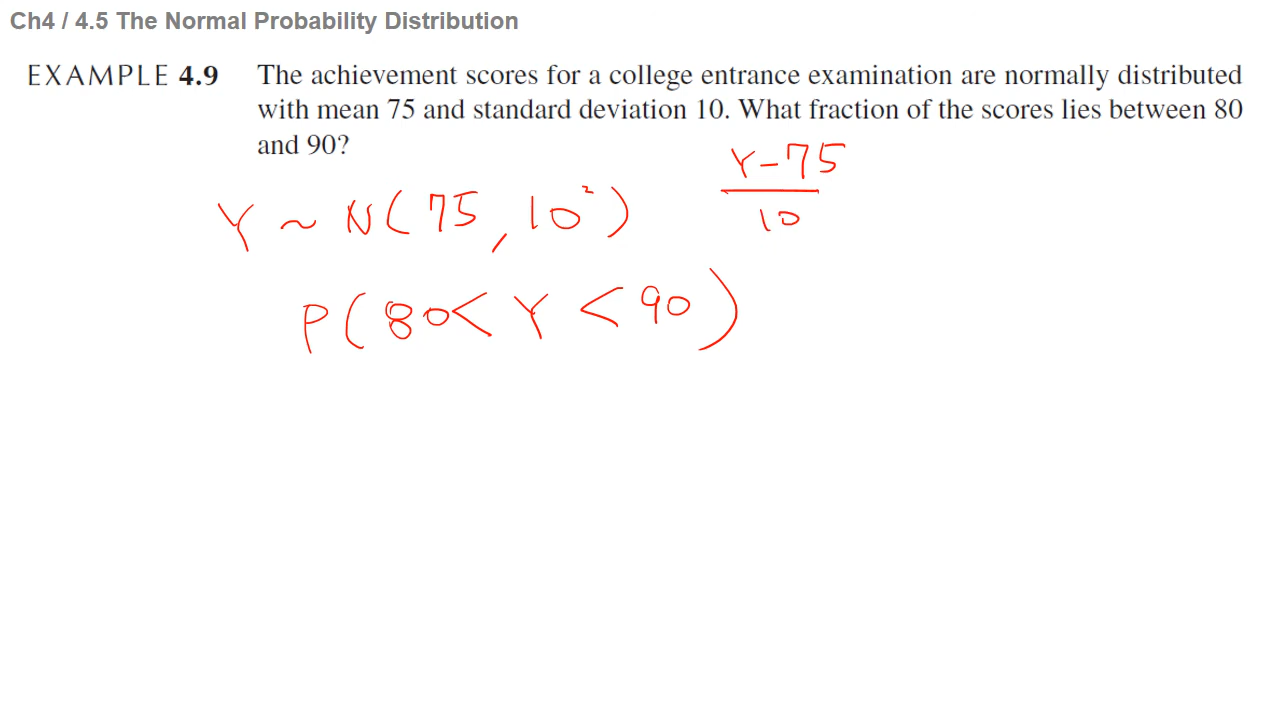 Ch4 / 4.5 The Normal Probability Distribution
EXAMPLE 4.9 The achievement scores for a college entrance examination are normally distributed
with mean 75 and standard deviation 10. What fraction of the scores lies between 80
and 90?
Y ~ N(75, 10²)
Y-75
10
P(80< Y < 90)